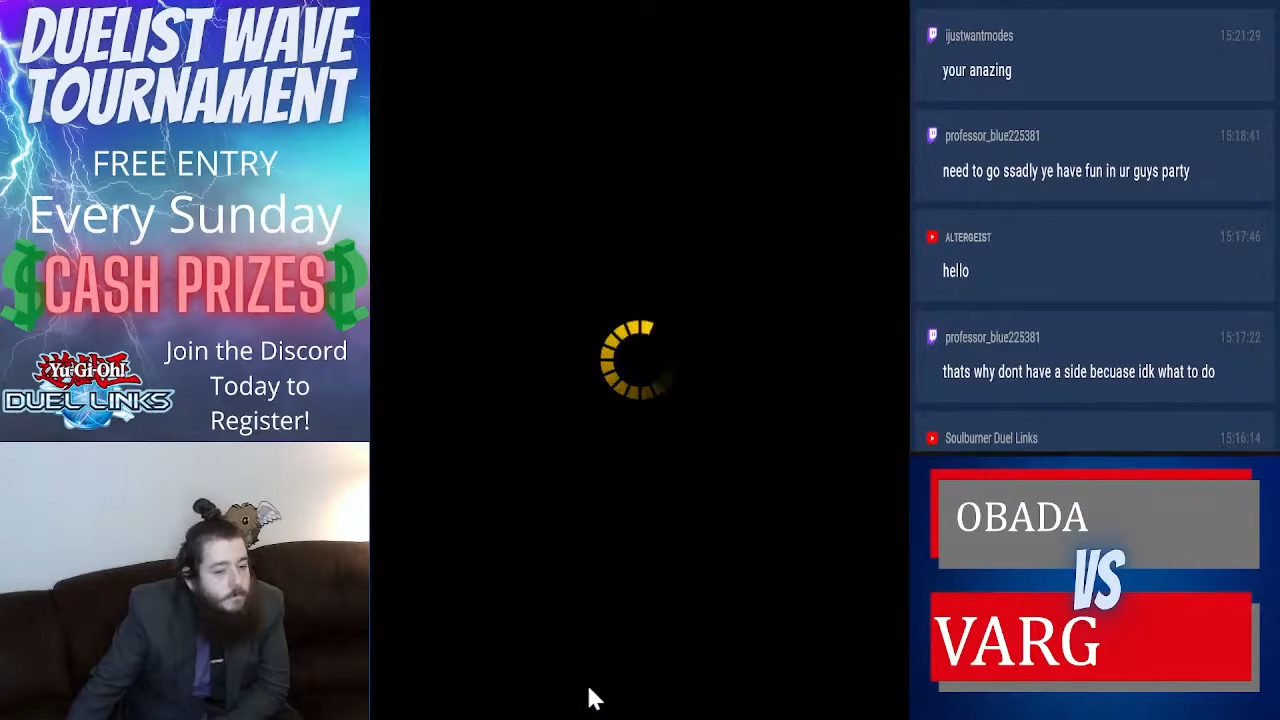 DUELIST WAVE
TOURNAMENT
FREE ENTRY
Every Sunday
$CASH PRIZES$
遊☆戯☆王
Yu-Gi-Oh!
DUEL LINKS
Join the Discord
Today to
Register!
ijustwantmodes 15:21:29
your anazing
professor_blue225381 15:18:41
need to go ssadly ye have fun in ur guys party
ALTERGEIST 15:17:46
hello
professor_blue225381 15:17:22
thats why dont have a side becuase idk what to do
Soulburner Duel Links 15:16:14
OBADA
VS
VARG